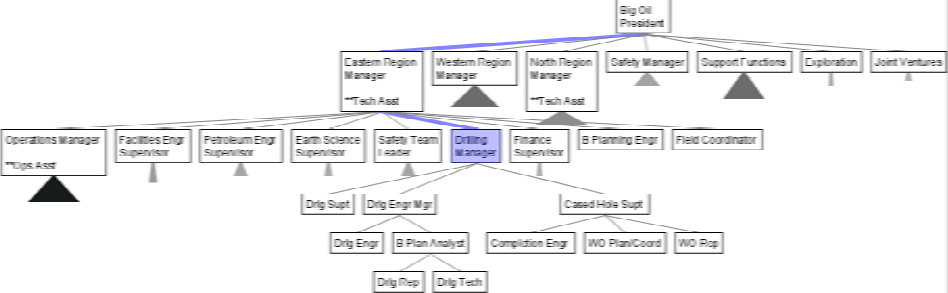 Big Oil
President
Eastern Region
Manager
**Tech Asst
Western Region
Manager
North Region
Manager
**Tech Asst
Safety Manager
Support Functions
Exploration
Joint Ventures
Operations Manager
**Ops Asst
Facilities Engr
Supervisor
Petroleum Engr
Supervisor
Earth Science
Supervisor
Safety Team
Leader
Drilling
Manager
Finance
Supervisor
B Planning Engr
Field Coordinator
Drlg Supt
Drlg Engr Mgr
Cased Hole Supt
Drlg Engr
B Plan Analyst
Completion Engr
WO Plan/Coord
WO Rep
Drlg Rep
Drlg Tech